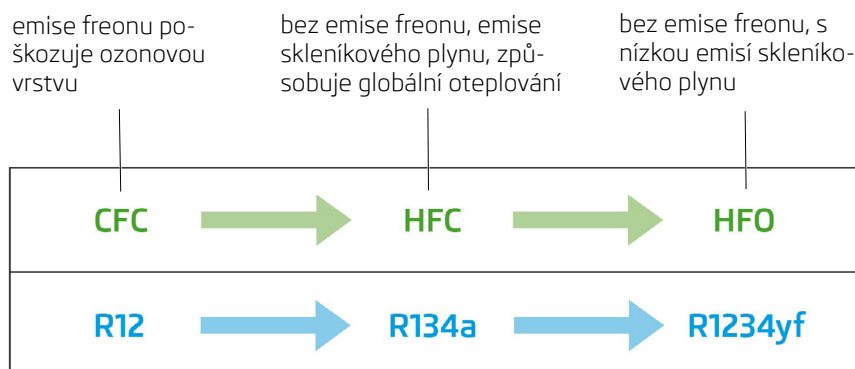 emise freonu po-
škozuje ozonovou
vrstvu
bez emise freonu, emise
skleníkového plynu, způ-
sobuje globální oteplování
bez emise freonu, s
nízkou emisí skleníko-
vého plynu
CFC HFC HFO
R12 R134a R1234yf